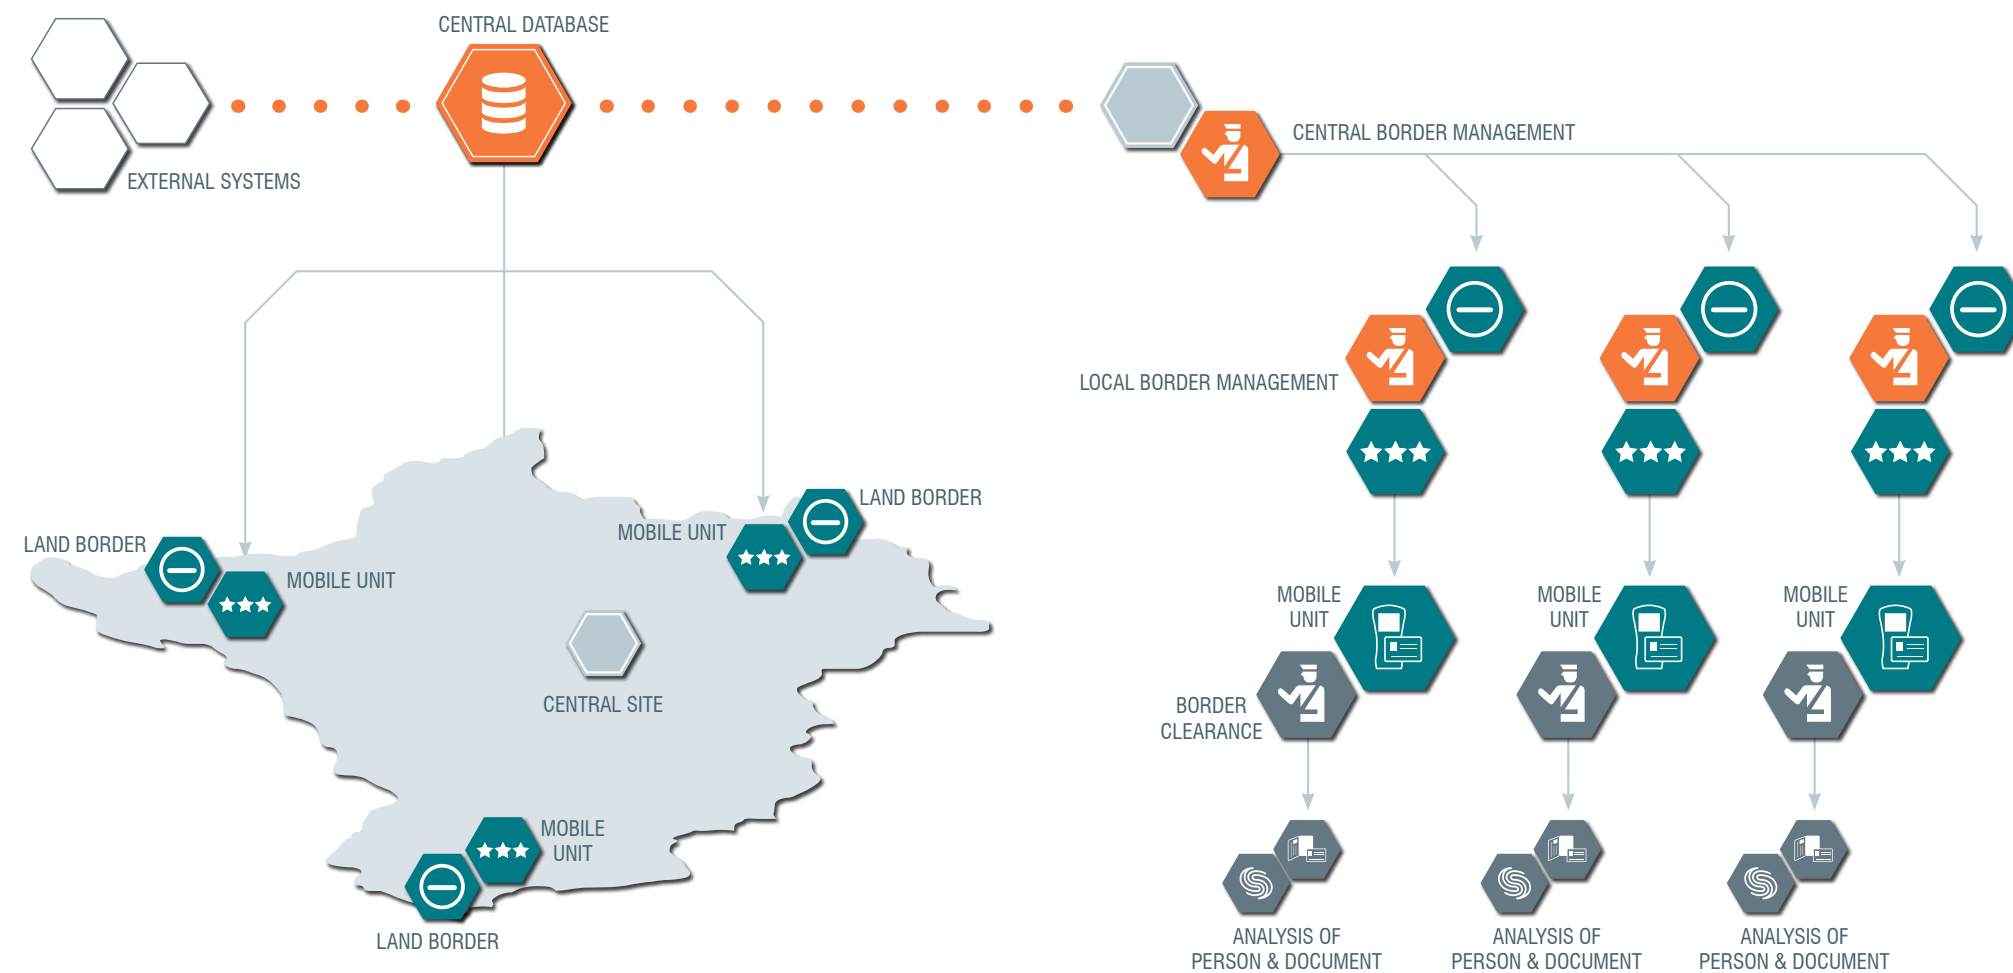 CENTRAL DATABASE
EXTERNAL SYSTEMS
CENTRAL BORDER MANAGEMENT
LOCAL BORDER MANAGEMENT
LAND BORDER
MOBILE UNIT
LAND BORDER
MOBILE UNIT
CENTRAL SITE
MOBILE
UNIT
LAND BORDER
MOBILE
UNIT
MOBILE
UNIT
MOBILE
UNIT
BORDER
CLEARANCE
ANALYSIS OF
PERSON & DOCUMENT
ANALYSIS OF
PERSON & DOCUMENT
ANALYSIS OF
PERSON & DOCUMENT